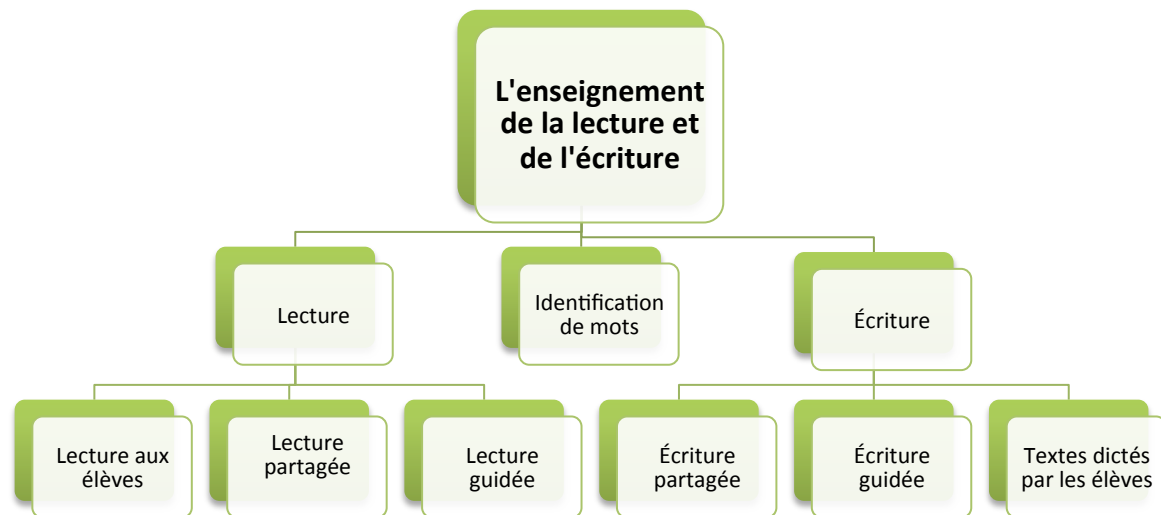 L'enseignement
de la lecture et
de l'écriture
Lecture
Identification
de mots
Écriture
Lecture aux
élèves
Lecture
partagée
Lecture
guidée
Écriture
partagée
Écriture
guidée
Textes dictés
par les élèves